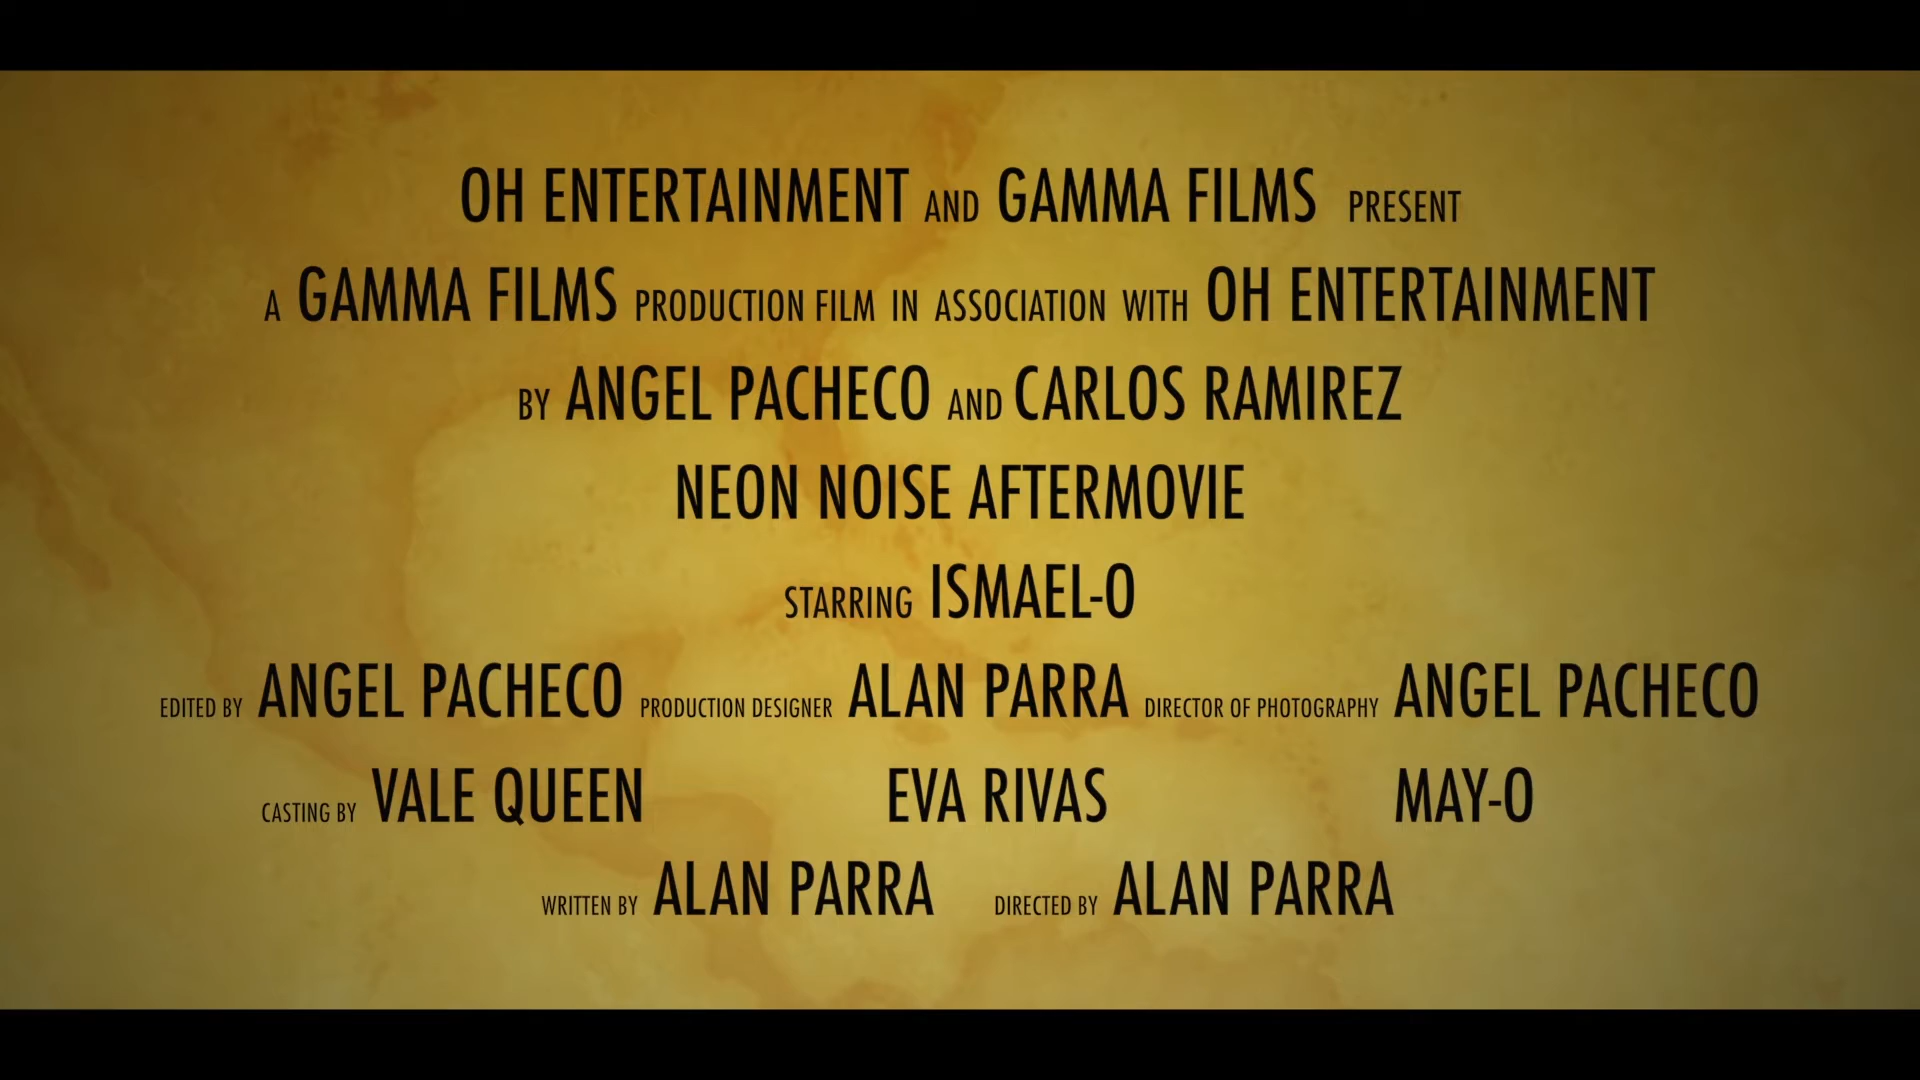 OH ENTERTAINMENT AND GAMMA FILMS PRESENT
A GAMMA FILMS PRODUCTION FILM IN ASSOCIATION WITH OH ENTERTAINMENT
BY ANGEL PACHECO AND CARLOS RAMIREZ
NEON NOISE AFTERMOVIE
STARRING ISMAEL-O
EDITED BY ANGEL PACHECO PRODUCTION DESIGNER ALAN PARRA DIRECTOR OF PHOTOGRAPHY ANGEL PACHECO
CASTING BY VALE QUEEN EVA RIVAS MAY-O
WRITTEN BY ALAN PARRA DIRECTED BY ALAN PARRA